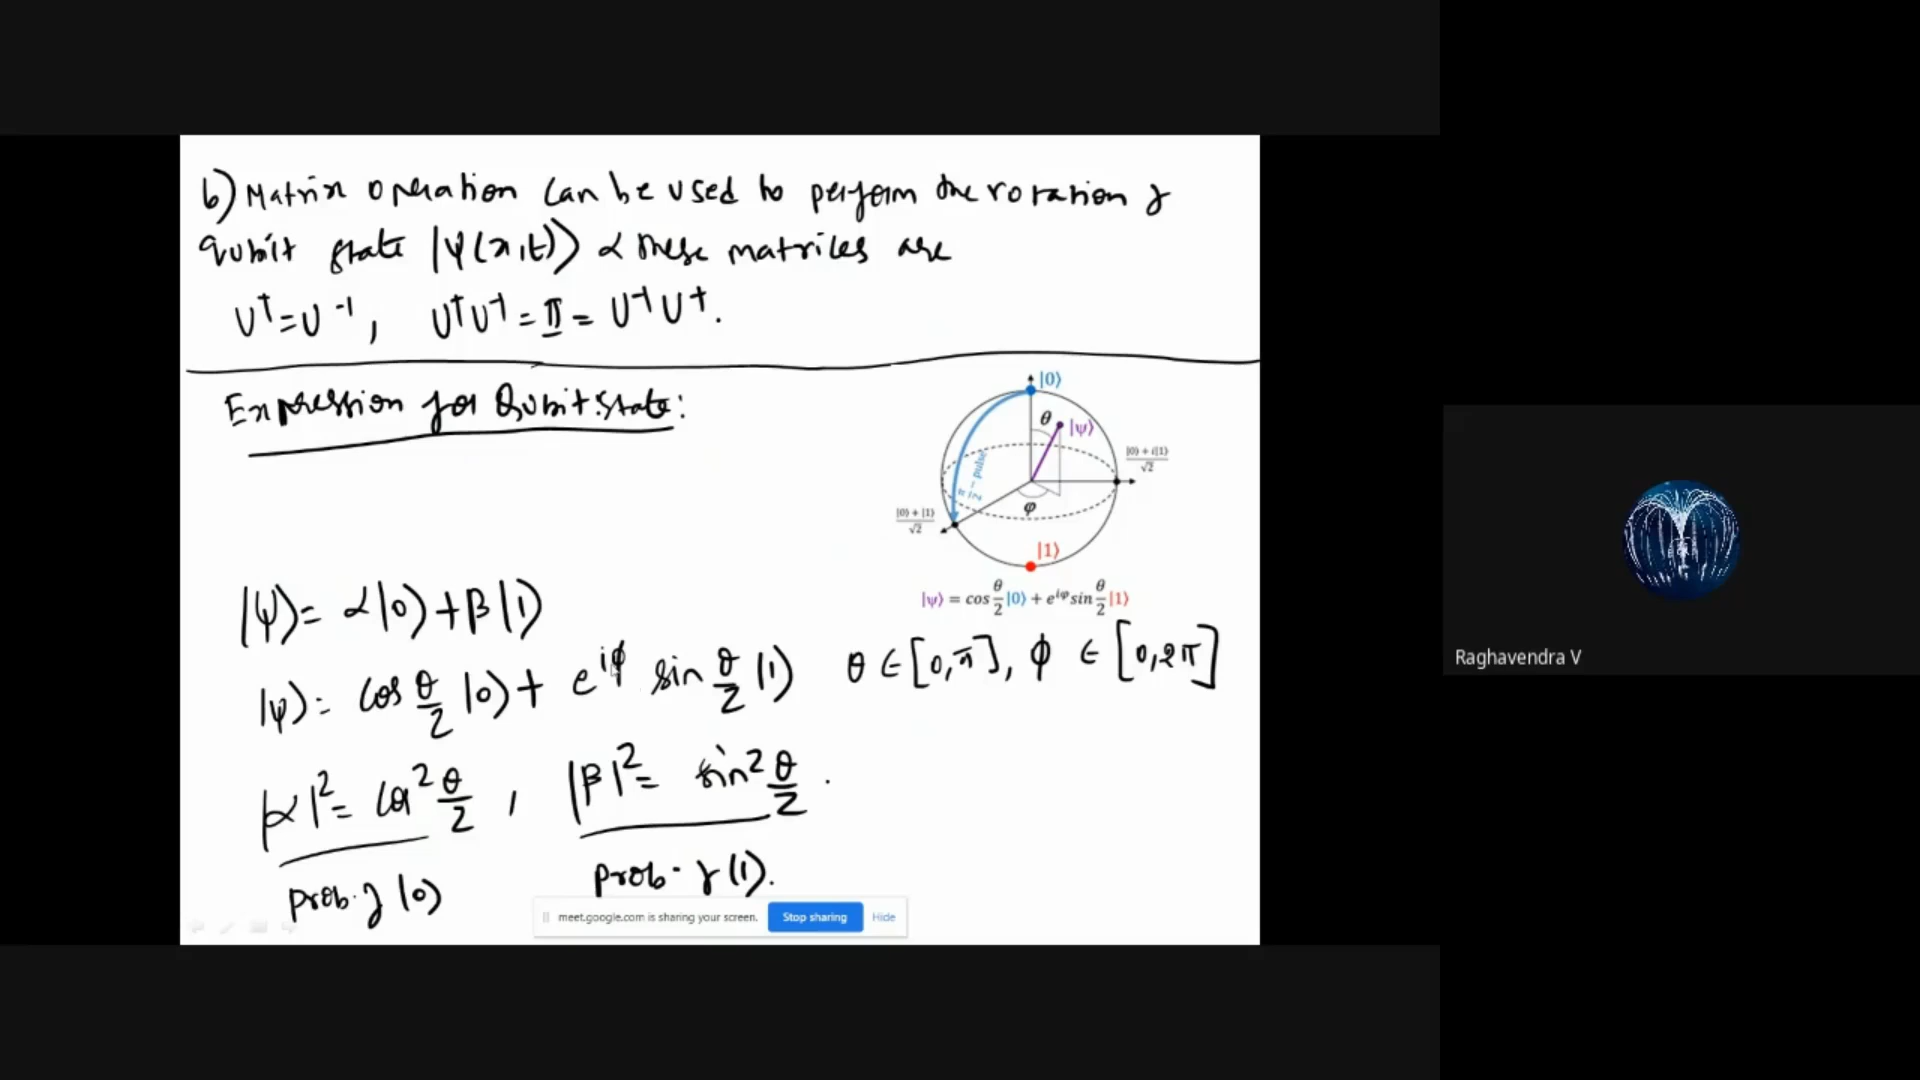 b) Matrix operation can be used to perform the rotation of
qubit state |ψ(x,t)⟩ & these matrices are
U† = U⁻¹, U†U⁻¹ = 𝕀 = U⁻¹U†.
Expression for Qubit state:
|0⟩
θ
|ψ⟩
π/2 – pulse
|0⟩ + i|1⟩
√2
φ
|0⟩ + |1⟩
√2
|1⟩
|ψ⟩ = cos θ/2 |0⟩ + e^{iφ} sin θ/2 |1⟩
|ψ⟩ = α|0⟩ + β|1⟩
|ψ⟩ = cos θ/2 |0⟩ + e^{iϕ} sin θ/2 |1⟩ θ ∈ [0,π], ϕ ∈ [0,2π]
|α|² = cos² θ/2 , |β|² = sin² θ/2 .
prob. of |0⟩ prob. of |1⟩.
meet.google.com is sharing your screen. Stop sharing Hide
Raghavendra V